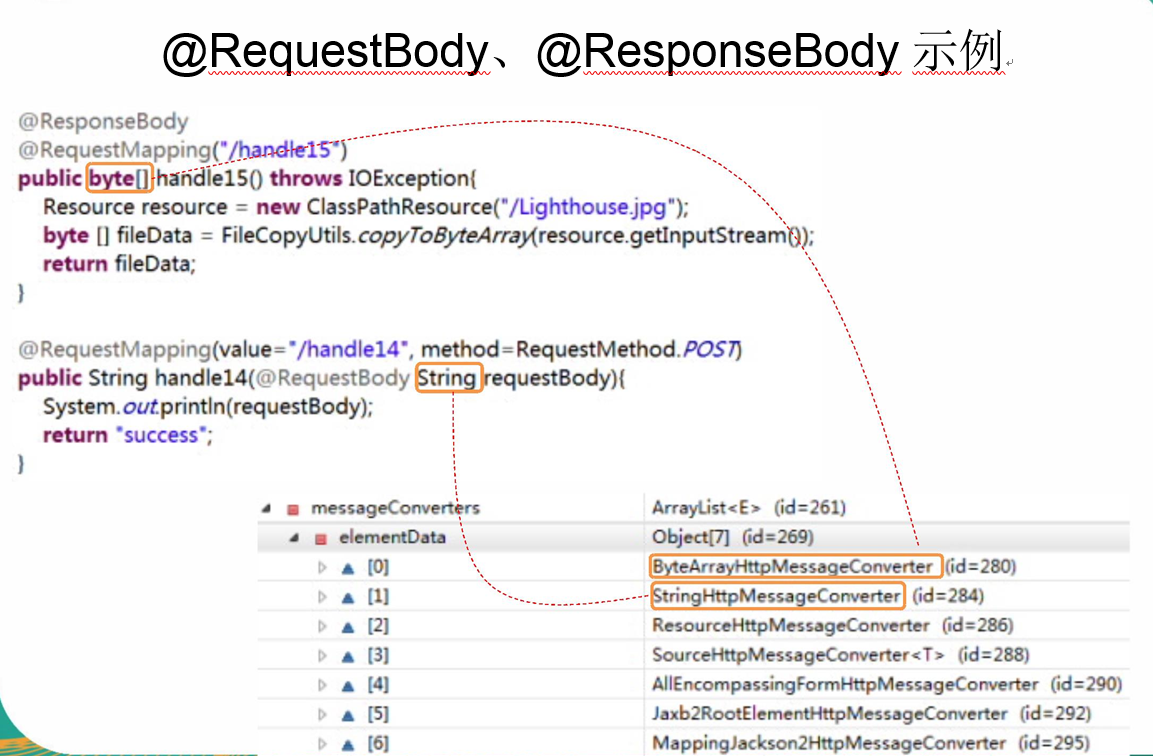 @RequestBody、@ResponseBody 示例
@ResponseBody
@RequestMapping("/handle15")
public byte[] handle15() throws IOException{
Resource resource = new ClassPathResource("/Lighthouse.jpg");
byte [] fileData = FileCopyUtils.copyToByteArray(resource.getInputStream());
return fileData;
}
@RequestMapping(value="/handle14", method=RequestMethod.POST)
public String handle14(@RequestBody String requestBody){
System.out.println(requestBody);
return "success";
}
messageConverters ArrayList<E> (id=261)
elementData Object[7] (id=269)
[0] ByteArrayHttpMessageConverter (id=280)
[1] StringHttpMessageConverter (id=284)
[2] ResourceHttpMessageConverter (id=286)
[3] SourceHttpMessageConverter<T> (id=288)
[4] AllEncompassingFormHttpMessageConverter (id=290)
[5] Jaxb2RootElementHttpMessageConverter (id=292)
[6] MappingJackson2HttpMessageConverter (id=295)